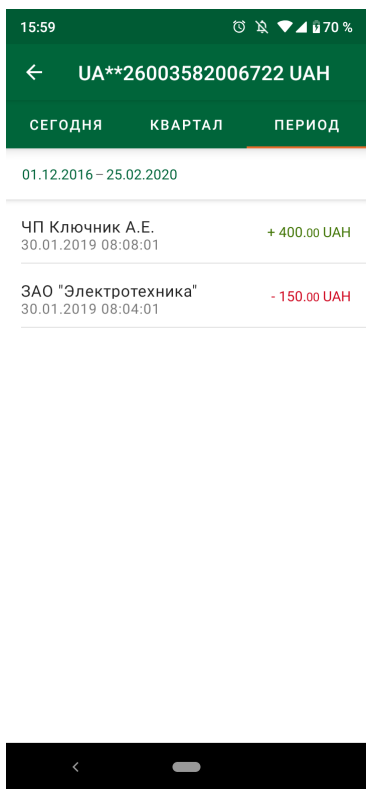 15:59 70 %
UA**26003582006722 UAH
СЕГОДНЯ КВАРТАЛ ПЕРИОД
01.12.2016 – 25.02.2020
ЧП Ключник А.Е. + 400.00 UAH
30.01.2019 08:08:01
ЗАО "Электротехника" - 150.00 UAH
30.01.2019 08:04:01